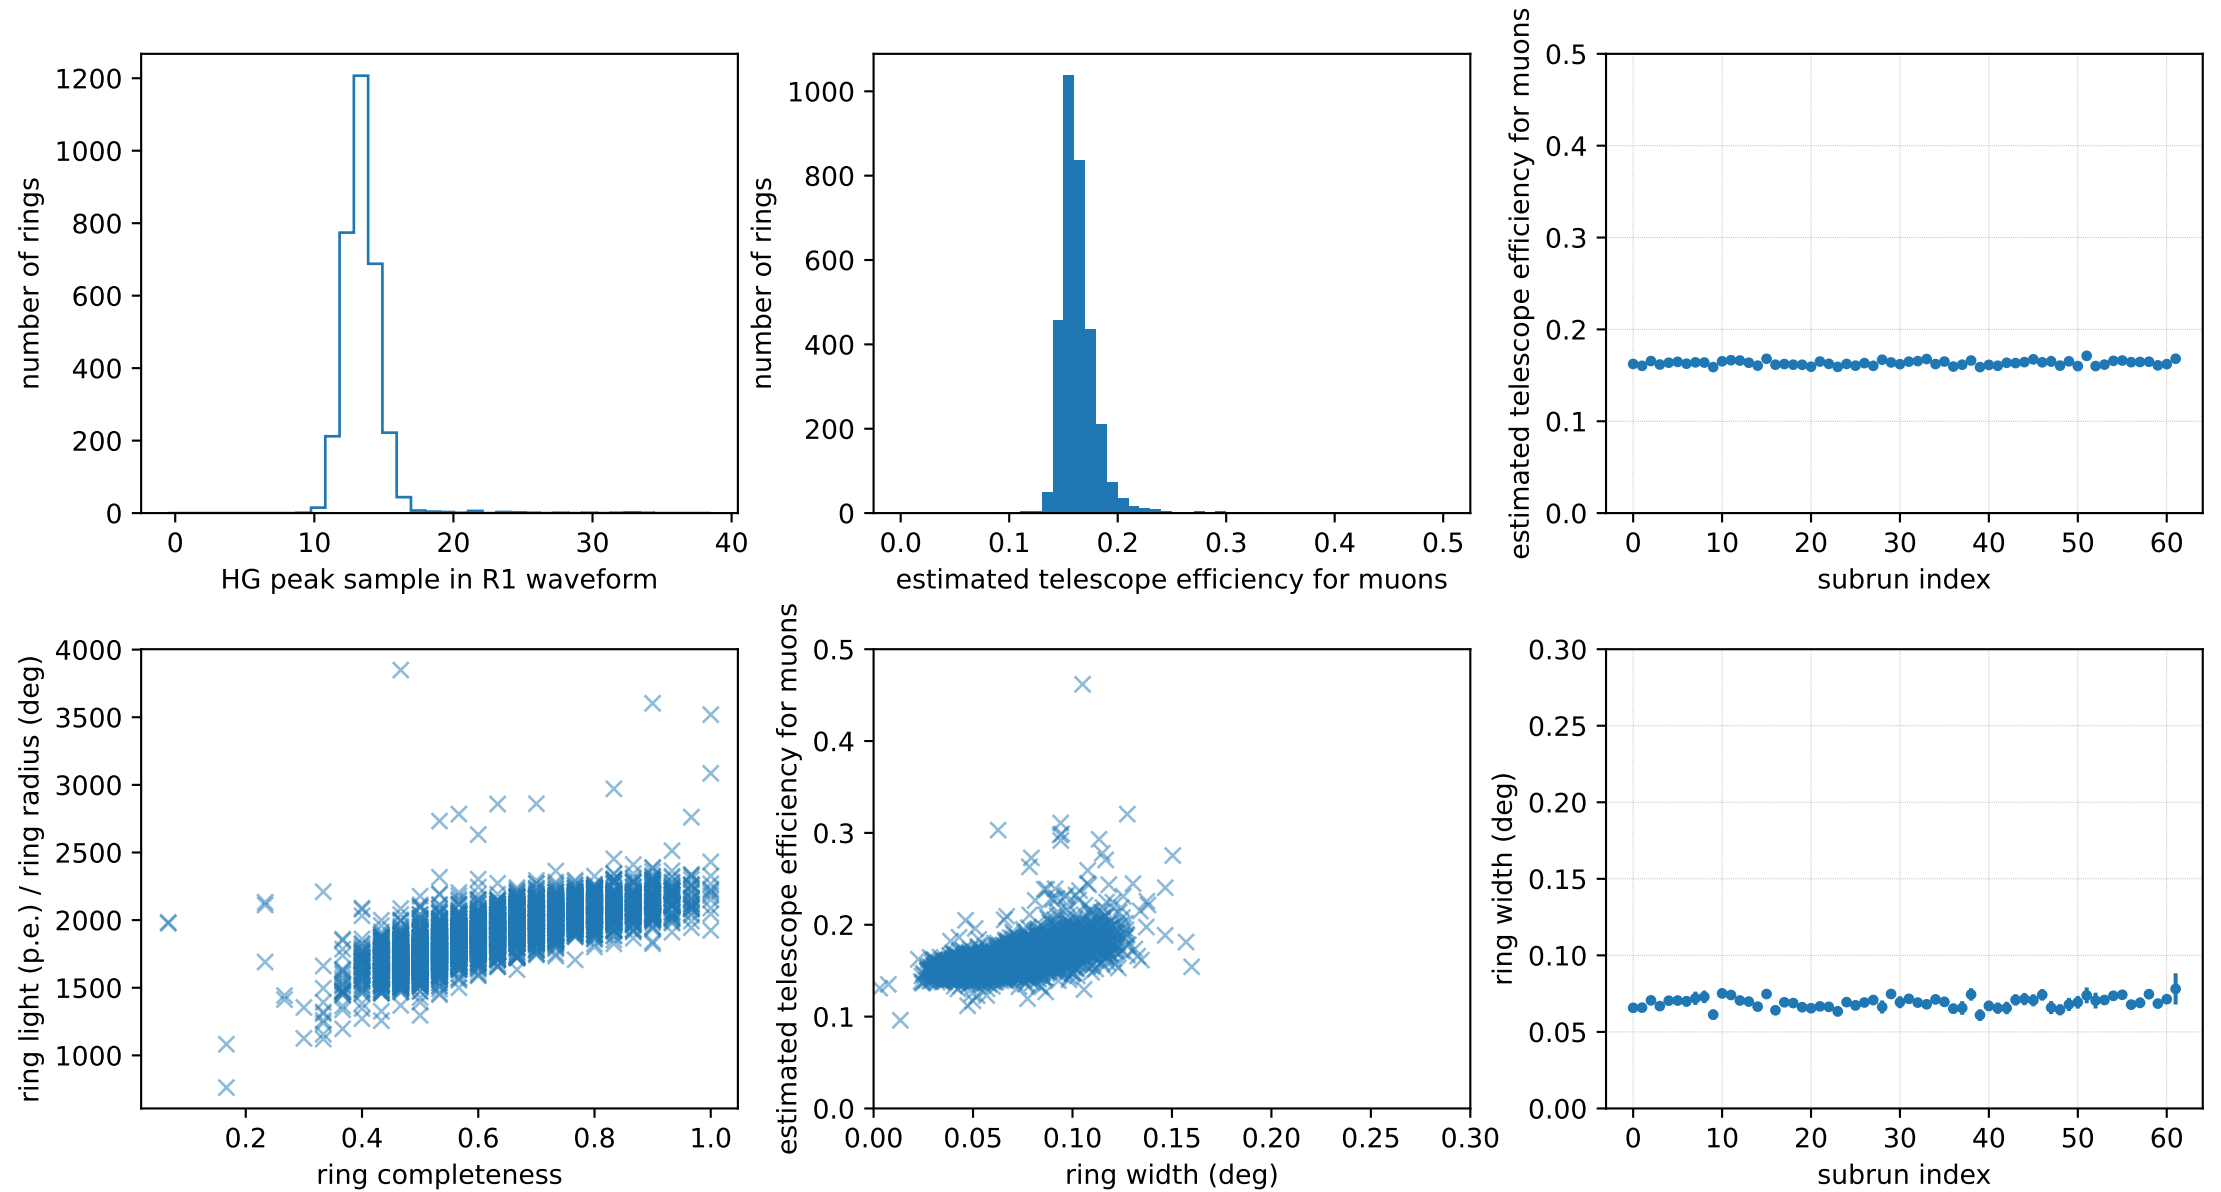 number of rings
1200
1000
800
600
400
200
0
0 10 20 30 40
HG peak sample in R1 waveform
number of rings
1000
800
600
400
200
0
0.0 0.1 0.2 0.3 0.4 0.5
estimated telescope efficiency for muons
estimated telescope efficiency for muons
0.5
0.4
0.3
0.2
0.1
0.0
0 10 20 30 40 50 60
subrun index
ring light (p.e.) / ring radius (deg)
4000
3500
3000
2500
2000
1500
1000
0.2 0.4 0.6 0.8 1.0
ring completeness
estimated telescope efficiency for muons
0.5
0.4
0.3
0.2
0.1
0.0
0.00 0.05 0.10 0.15 0.20 0.25 0.30
ring width (deg)
ring width (deg)
0.30
0.25
0.20
0.15
0.10
0.05
0.00
0 10 20 30 40 50 60
subrun index